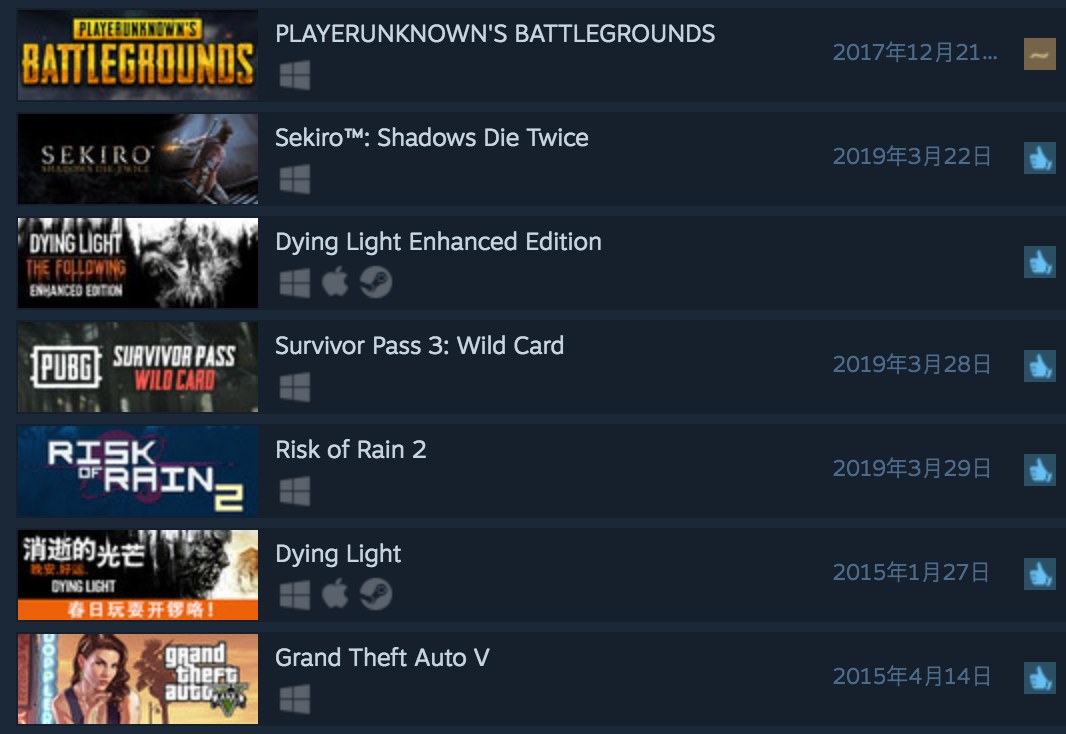 PLAYERUNKNOWN'S
BATTLEGROUNDS
PLAYERUNKNOWN'S BATTLEGROUNDS
2017年12月21...
SEKIRO
SHADOWS DIE TWICE
Sekiro™: Shadows Die Twice
2019年3月22日
DYING LIGHT
THE FOLLOWING
ENHANCED EDITION
Dying Light Enhanced Edition
PUBG
SURVIVOR PASS
WILD CARD
Survivor Pass 3: Wild Card
2019年3月28日
RISK
OF RAIN
2
Risk of Rain 2
2019年3月29日
消逝的光芒
晚安,好运.
DYING LIGHT
春日玩耍开锣咯！
Dying Light
2015年1月27日
DOPPLER
grand
theft
auto V
Grand Theft Auto V
2015年4月14日